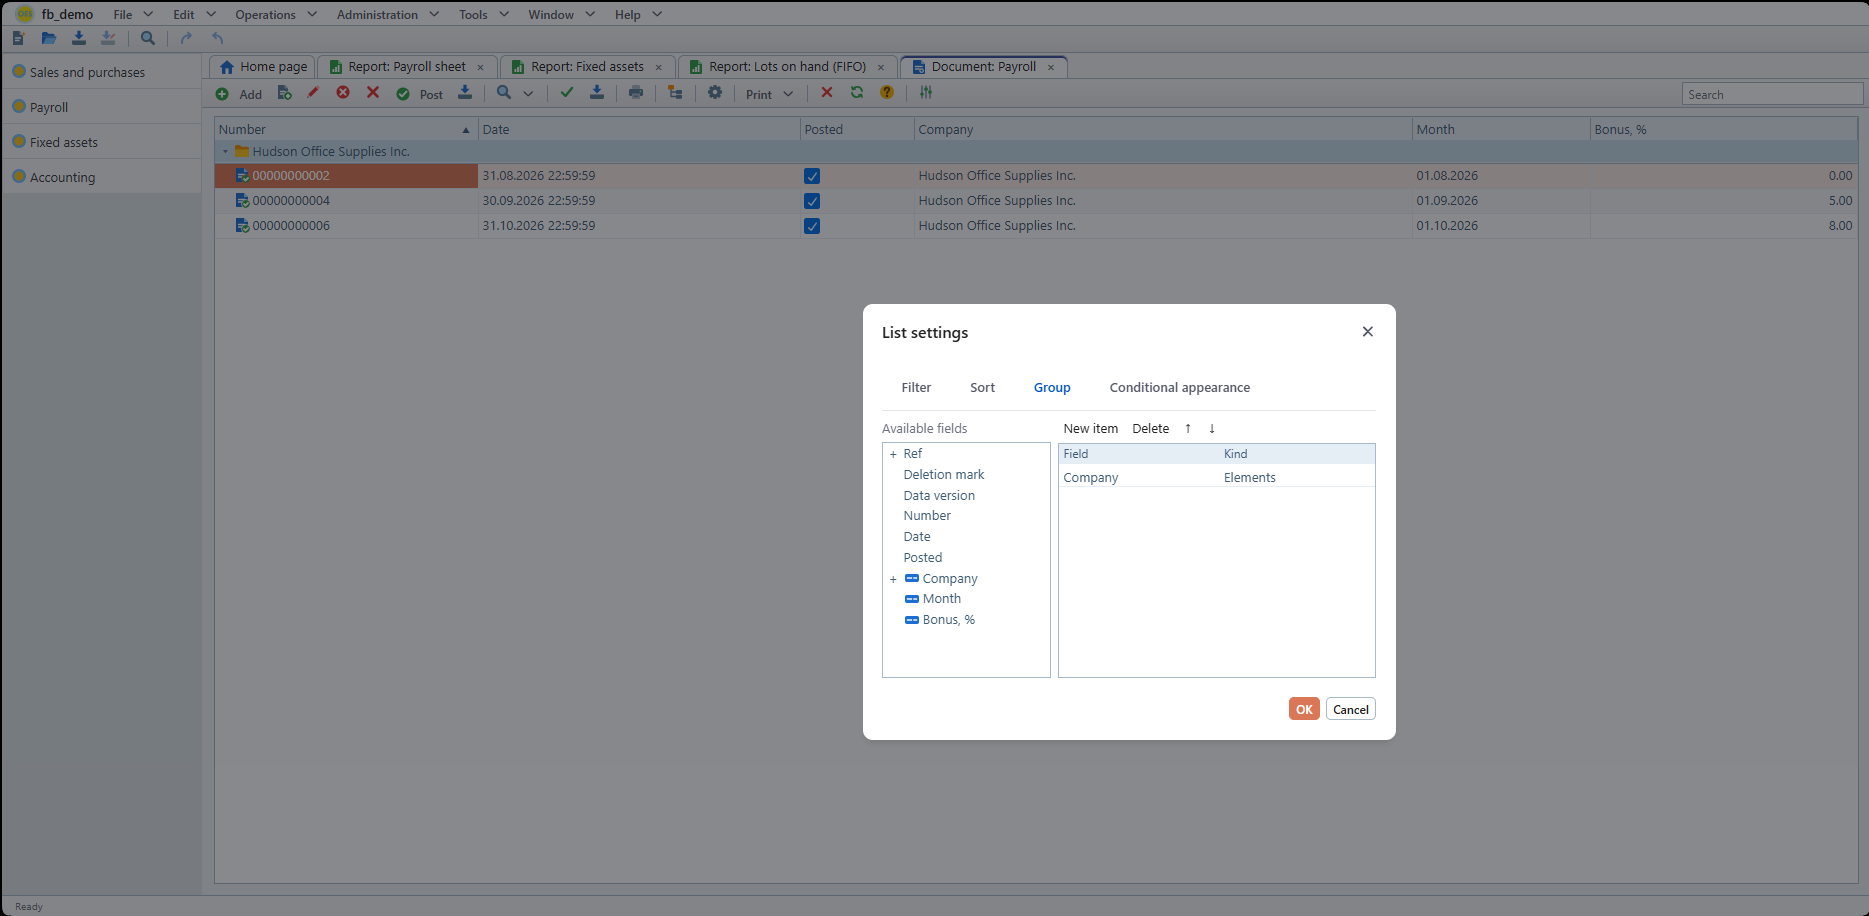 fb_demo File Edit Operations Administration Tools Window Help
Sales and purchases
Payroll
Fixed assets
Accounting
Home page Report: Payroll sheet Report: Fixed assets Report: Lots on hand (FIFO) Document: Payroll
Add Post Print Search
Number Date Posted Company Month Bonus, %
Hudson Office Supplies Inc.
00000000002 31.08.2026 22:59:59 Hudson Office Supplies Inc. 01.08.2026 0.00
00000000004 30.09.2026 22:59:59 Hudson Office Supplies Inc. 01.09.2026 5.00
00000000006 31.10.2026 22:59:59 Hudson Office Supplies Inc. 01.10.2026 8.00
List settings
Filter Sort Group Conditional appearance
Available fields
+ Ref
Deletion mark
Data version
Number
Date
Posted
+ Company
Month
Bonus, %
New item Delete ↑ ↓
Field Kind
Company Elements
OK Cancel
Ready